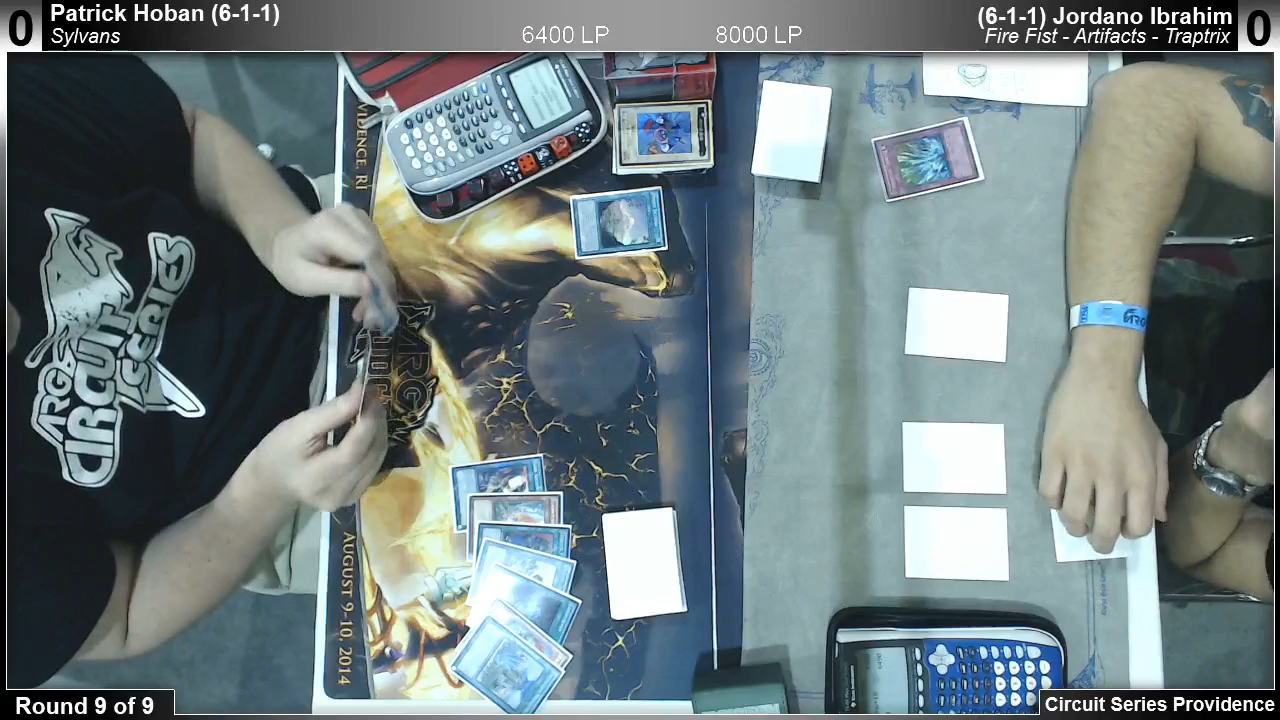 0
Patrick Hoban (6-1-1)
Sylvans
6400 LP
8000 LP
(6-1-1) Jordano Ibrahim
Fire Fist - Artifacts - Traptrix
0
VIDENCE, RI
ARG
CIRCUIT
SERIES
AUGUST 9-10, 2014
Round 9 of 9
Circuit Series Providence